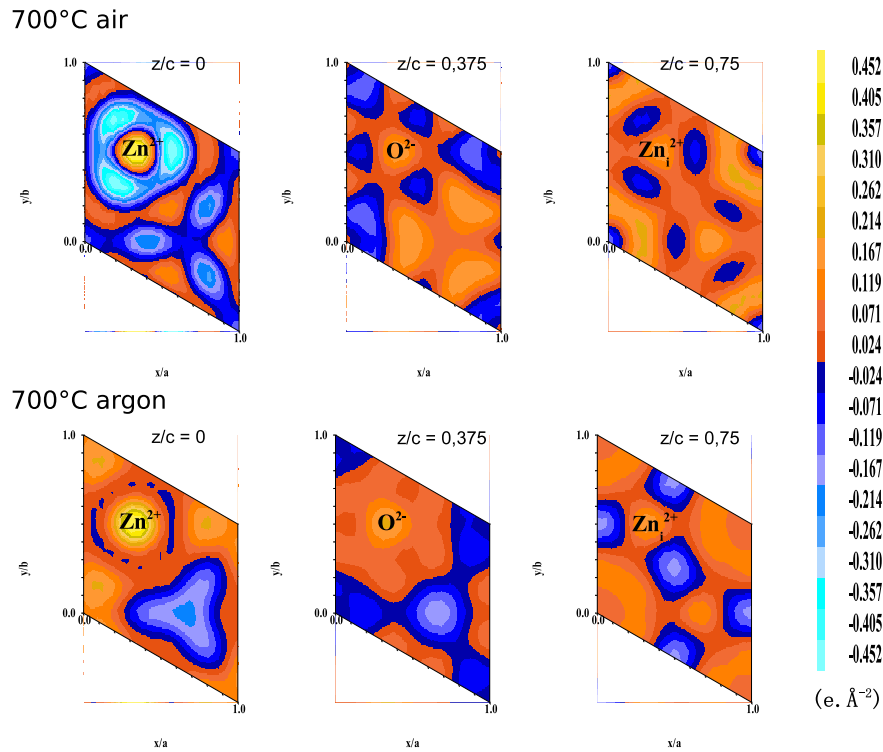 700°C air
z/c = 0
z/c = 0,375
z/c = 0,75
1.0
Zn2+
y/b
0.0
0.0
1.0
x/a
1.0
O2-
y/b
0.0
0.0
1.0
x/a
1.0
Zni2+
y/b
0.0
0.0
1.0
x/a
700°C argon
z/c = 0
z/c = 0,375
z/c = 0,75
1.0
Zn2+
y/b
0.0
0.0
1.0
x/a
1.0
O2-
y/b
0.0
0.0
1.0
x/a
1.0
Zni2+
y/b
0.0
0.0
1.0
x/a
0.452
0.405
0.357
0.310
0.262
0.214
0.167
0.119
0.071
0.024
-0.024
-0.071
-0.119
-0.167
-0.214
-0.262
-0.310
-0.357
-0.405
-0.452
(e.Å-2)